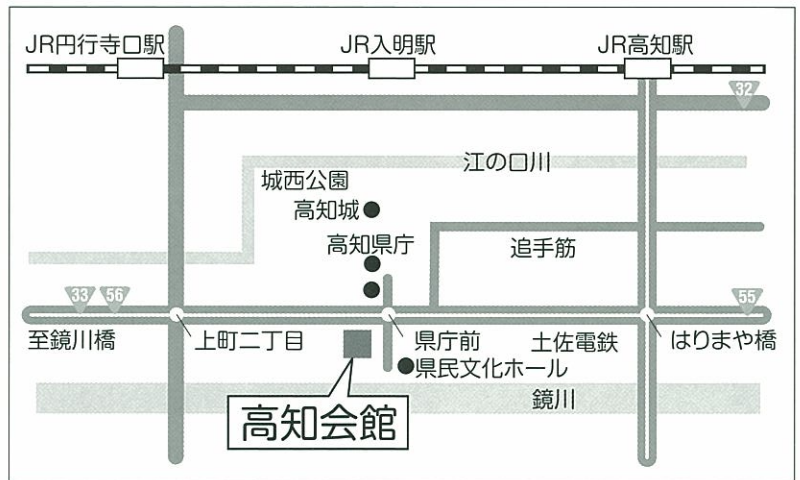 JR円行寺口駅
JR入明駅
JR高知駅
32
江の口川
城西公園
高知城
高知県庁
追手筋
33
56
55
至鏡川橋
上町二丁目
県庁前
土佐電鉄
はりまや橋
県民文化ホール
鏡川
高知会館